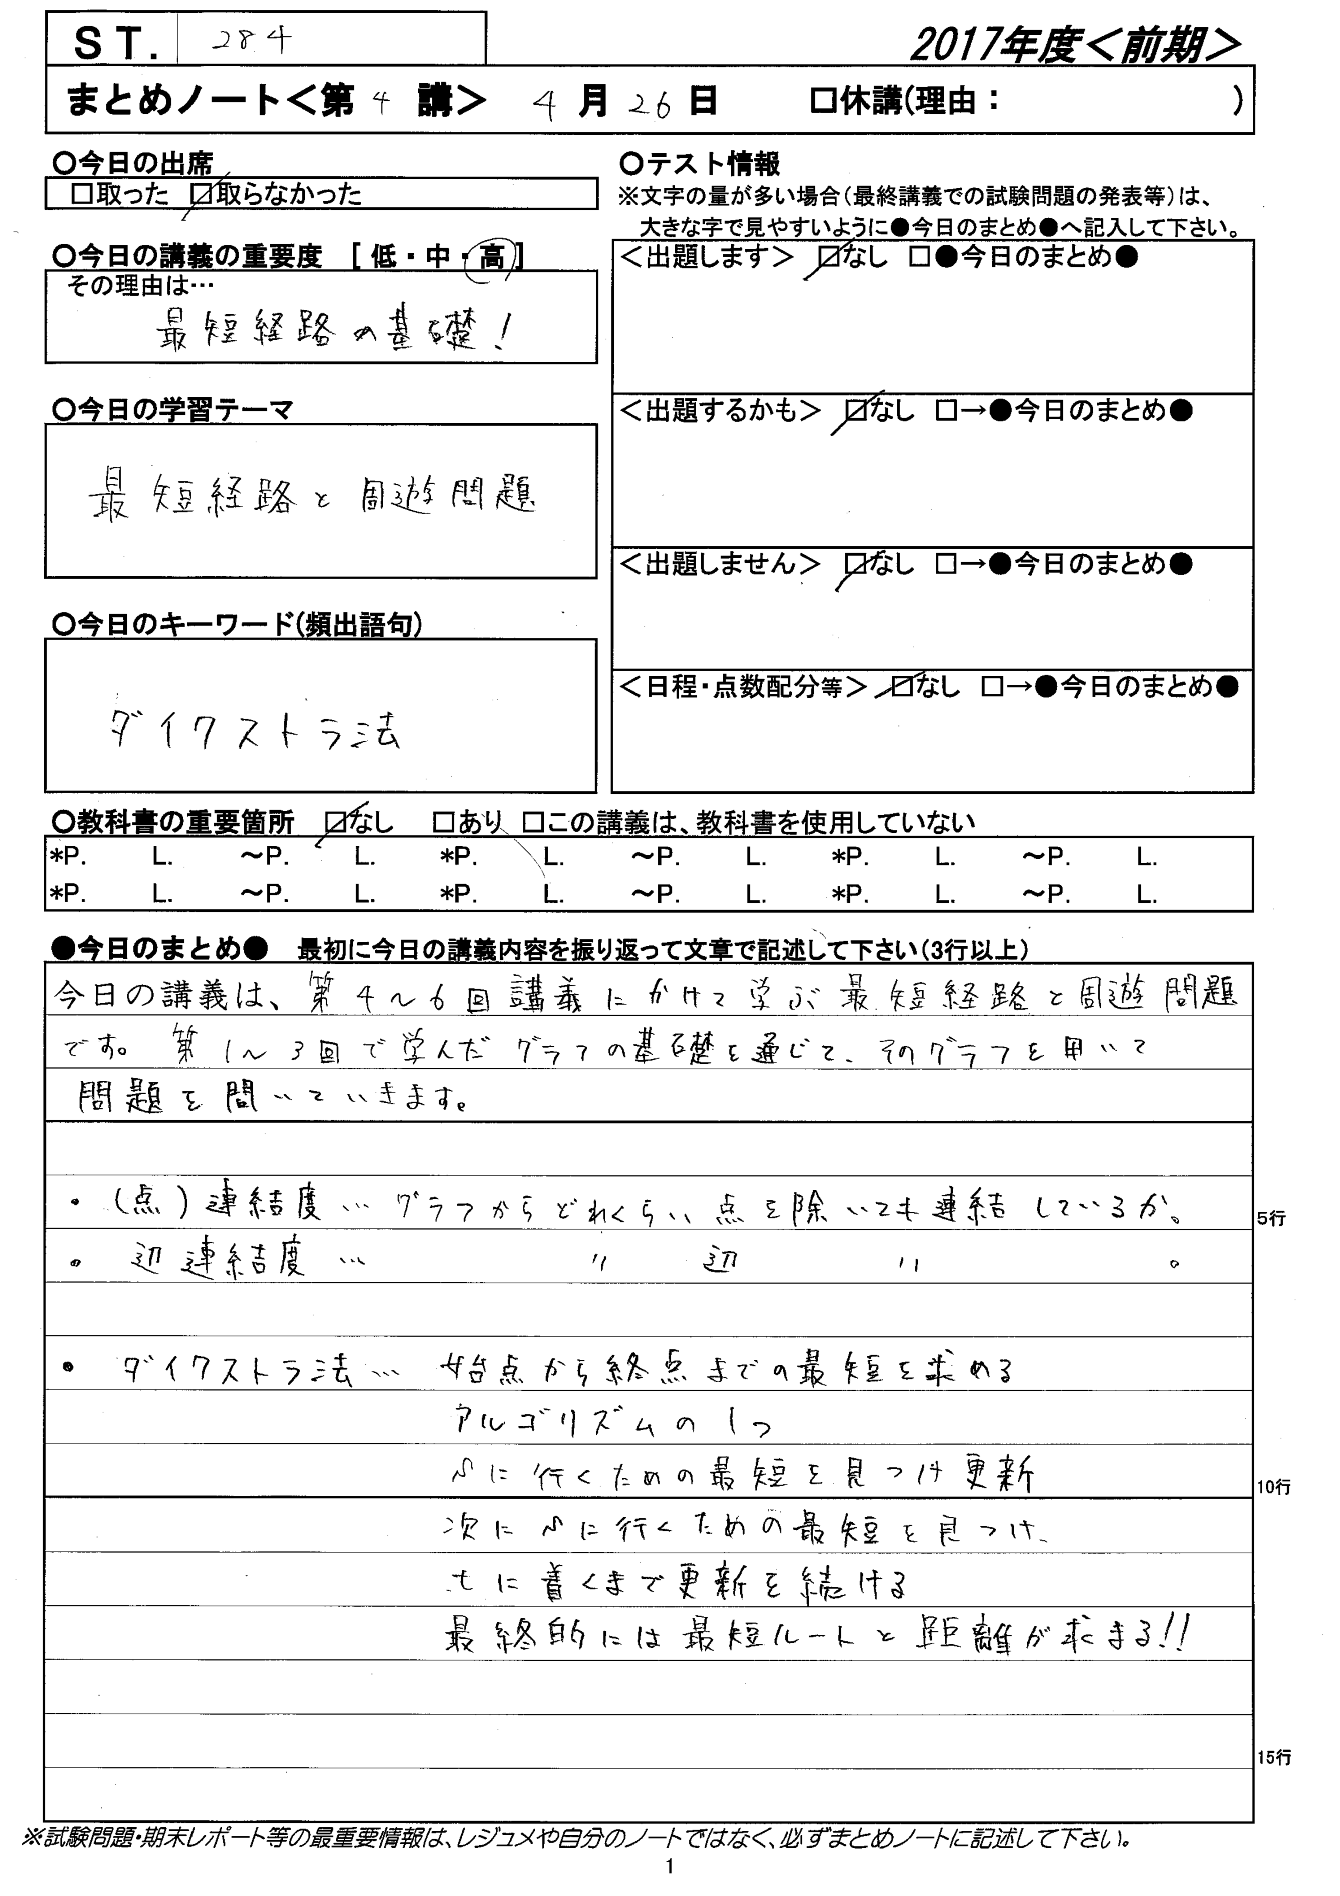 ST. 284
2017年度＜前期＞
まとめノート＜第 4 講＞ 4月26日 □休講(理由： )
○今日の出席
□取った ☑取らなかった
○今日の講義の重要度 [低・中・高]
その理由は…
最短経路の基礎！
○今日の学習テーマ
最短経路と周遊問題
○今日のキーワード(頻出語句)
ダイクストラ法
○テスト情報
※文字の量が多い場合(最終講義での試験問題の発表等)は、
大きな字で見やすいように●今日のまとめ●へ記入して下さい。
＜出題します＞ ☑なし □●今日のまとめ●
＜出題するかも＞ ☑なし □→●今日のまとめ●
＜出題しません＞ ☑なし □→●今日のまとめ●
＜日程・点数配分等＞ ☑なし □→●今日のまとめ●
○教科書の重要箇所 ☑なし □あり □この講義は、教科書を使用していない
*P. L. ～P. L. *P. L. ～P. L. *P. L. ～P. L.
*P. L. ～P. L. *P. L. ～P. L. *P. L. ～P. L.
●今日のまとめ● 最初に今日の講義内容を振り返って文章で記述して下さい(3行以上)
今日の講義は、第4～6回講義にかけて学ぶ最短経路と周遊問題
です。第1～3回で学んだグラフの基礎を通じて、そのグラフを用いて
問題を問いていきます。
・(点)連結度… グラフからどれくらい点を除いても連結しているか。
5行
・ 辺連結度… 〃 辺 〃 。
・ ダイクストラ法… 始点から終点までの最短を求める
アルゴリズムの1つ
sに行くための最短を見つけ更新
10行
次にsに行くための最短を見つけ、
tに着くまで更新を続ける
最終的には最短ルートと距離が求まる!!
15行
※試験問題・期末レポート等の最重要情報は、レジュメや自分のノートではなく、必ずまとめノートに記述して下さい。
1